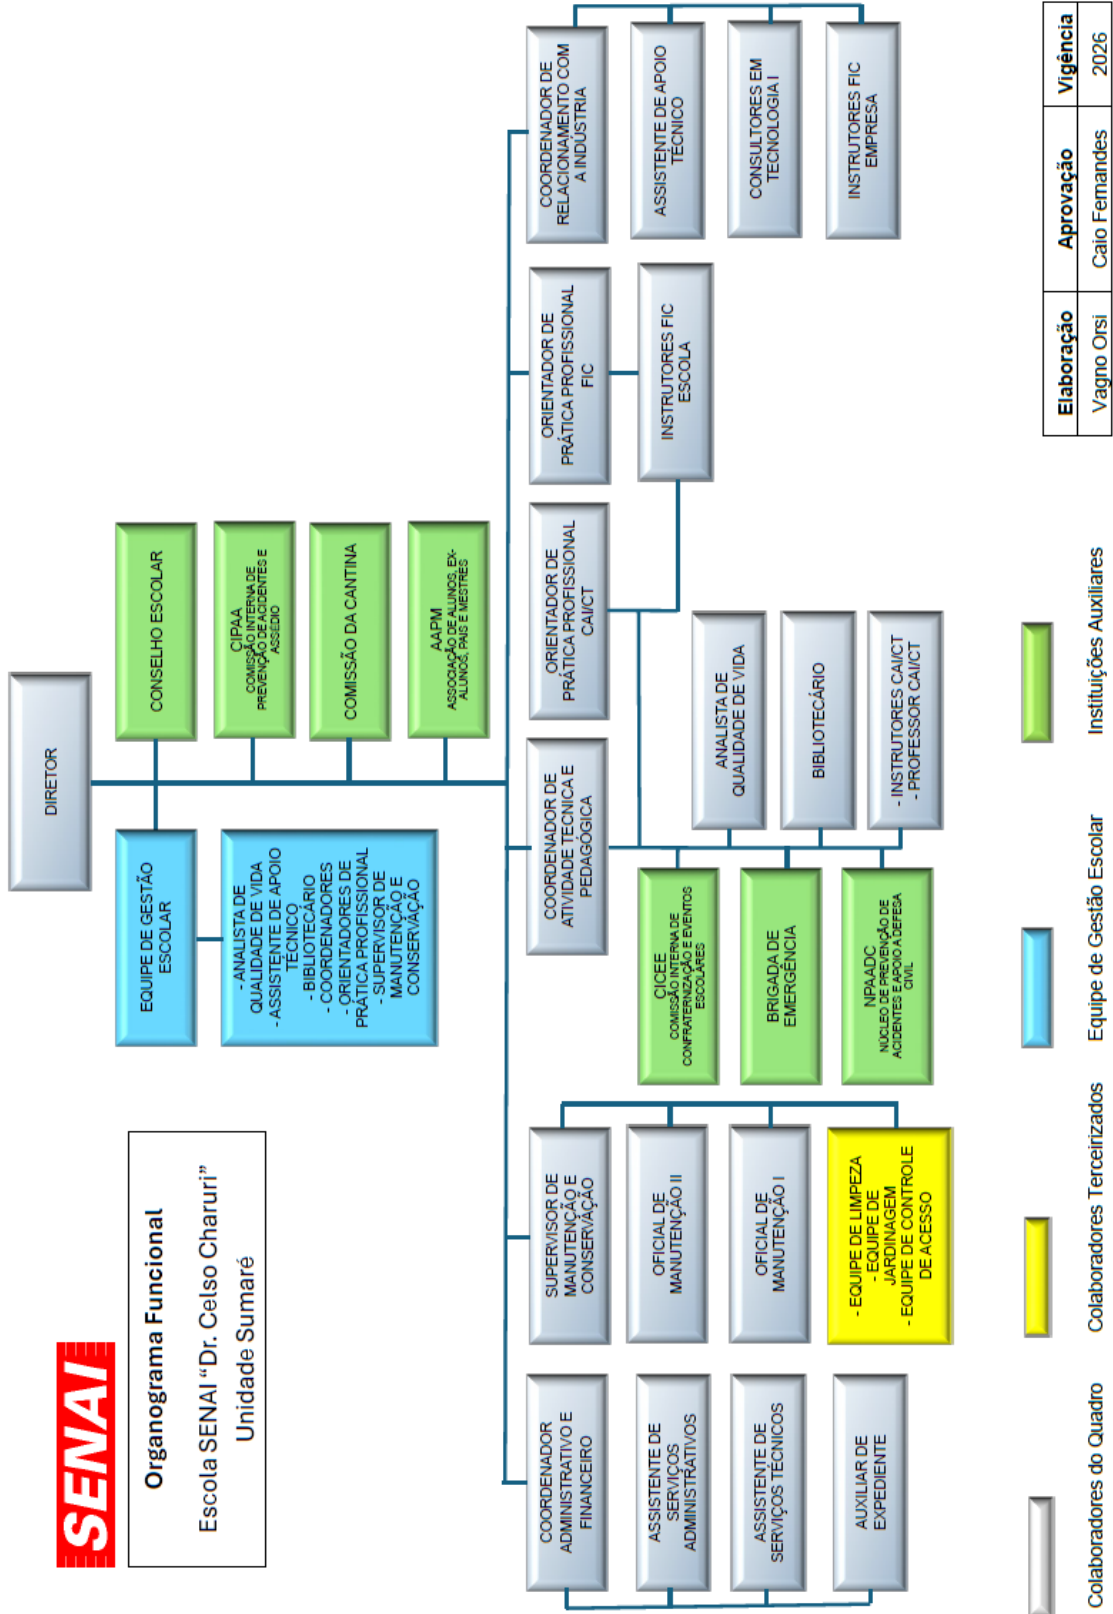 SENAI
Organograma Funcional
Escola SENAI “Dr. Celso Charuri”
Unidade Sumaré
DIRETOR
EQUIPE DE GESTÃO
ESCOLAR
- ANALISTA DE
QUALIDADE DE VIDA
- ASSISTENTE DE APOIO
TÉCNICO
- BIBLIOTECÁRIO
- COORDENADORES
- ORIENTADORES DE
PRÁTICA PROFISSIONAL
- SUPERVISOR DE
MANUTENÇÃO E
CONSERVAÇÃO
CONSELHO ESCOLAR
CIPAA
COMISSÃO INTERNA DE
PREVENÇÃO DE ACIDENTES E
ASSÉDIO
COMISSÃO DA CANTINA
AAPM
ASSOCIAÇÃO DE ALUNOS, EX-
ALUNOS, PAIS E MESTRES
COORDENADOR
ADMINISTRATIVO E
FINANCEIRO
ASSISTENTE DE
SERVIÇOS
ADMINISTRATIVOS
ASSISTENTE DE
SERVIÇOS TÉCNICOS
AUXILIAR DE
EXPEDIENTE
SUPERVISOR DE
MANUTENÇÃO E
CONSERVAÇÃO
OFICIAL DE
MANUTENÇÃO II
OFICIAL DE
MANUTENÇÃO I
- EQUIPE DE LIMPEZA
- EQUIPE DE
JARDINAGEM
- EQUIPE DE CONTROLE
DE ACESSO
COORDENADOR DE
ATIVIDADE TÉCNICA E
PEDAGÓGICA
CICEE
COMISSÃO INTERNA DE
CONFRATERNIZAÇÃO E EVENTOS
ESCOLARES
BRIGADA DE
EMERGÊNCIA
NPAADC
NÚCLEO DE PREVENÇÃO DE
ACIDENTES E APOIO A DEFESA
CIVIL
ANALISTA DE
QUALIDADE DE VIDA
BIBLIOTECÁRIO
- INSTRUTORES CAI/CT
- PROFESSOR CAI/CT
ORIENTADOR DE
PRÁTICA PROFISSIONAL
CAI/CT
ORIENTADOR DE
PRÁTICA PROFISSIONAL
FIC
INSTRUTORES FIC
ESCOLA
COORDENADOR DE
RELACIONAMENTO COM
A INDÚSTRIA
ASSISTENTE DE APOIO
TÉCNICO
CONSULTORES EM
TECNOLOGIA I
INSTRUTORES FIC
EMPRESA
Colaboradores do Quadro
Colaboradores Terceirizados
Equipe de Gestão Escolar
Instituições Auxiliares
Elaboração Aprovação Vigência
Vagno Orsi Caio Fernandes 2026